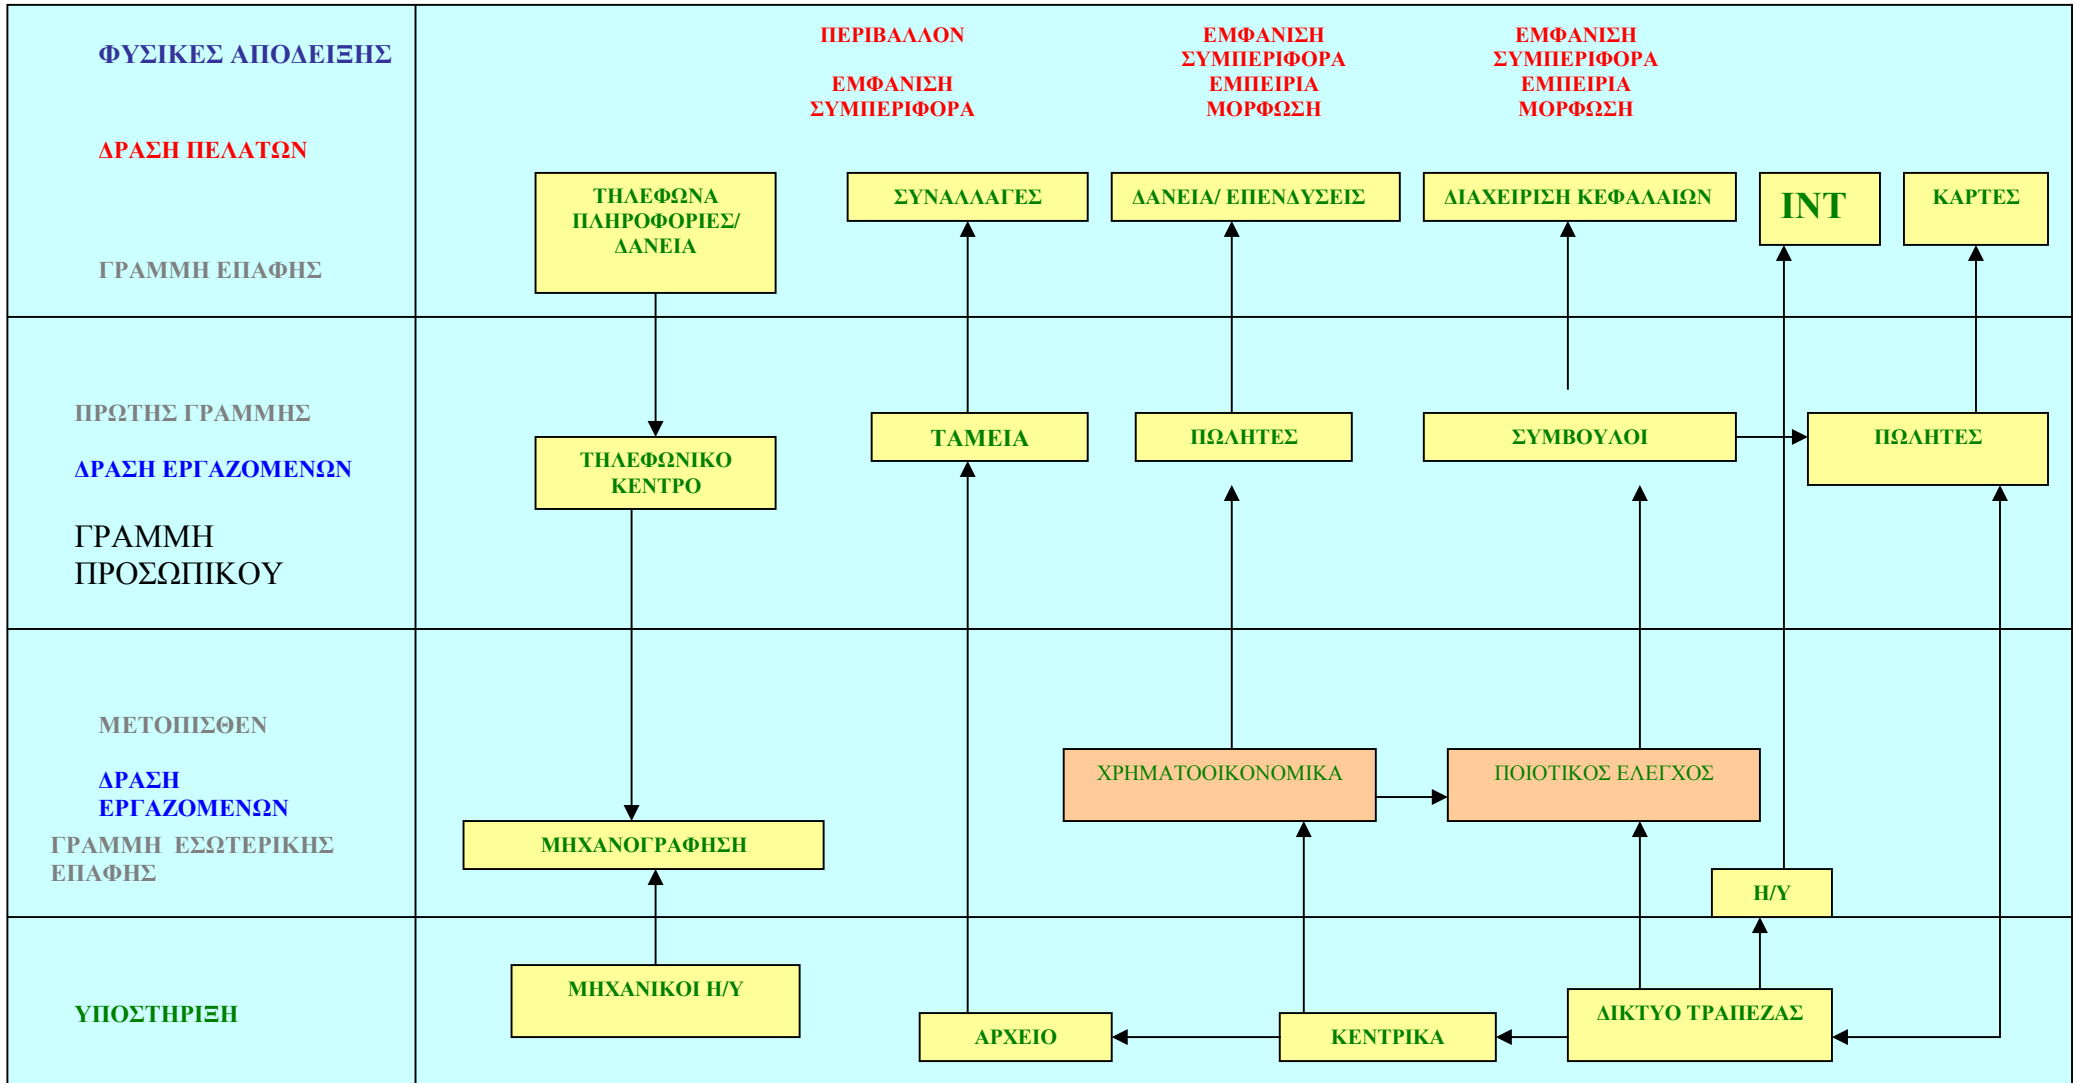 ΦΥΣΙΚΕΣ ΑΠΟΔΕΙΞΗΣ
ΠΕΡΙΒΑΛΛΟΝ
ΕΜΦΑΝΙΣΗ
ΣΥΜΠΕΡΙΦΟΡΑ
ΕΜΦΑΝΙΣΗ
ΣΥΜΠΕΡΙΦΟΡΑ
ΕΜΠΕΙΡΙΑ
ΜΟΡΦΩΣΗ
ΕΜΦΑΝΙΣΗ
ΣΥΜΠΕΡΙΦΟΡΑ
ΕΜΠΕΙΡΙΑ
ΜΟΡΦΩΣΗ
ΔΡΑΣΗ ΠΕΛΑΤΩΝ
ΤΗΛΕΦΩΝΑ
ΠΛΗΡΟΦΟΡΙΕΣ/
ΔΑΝΕΙΑ
ΣΥΝΑΛΛΑΓΕΣ
ΔΑΝΕΙΑ/ ΕΠΕΝΔΥΣΕΙΣ
ΔΙΑΧΕΙΡΙΣΗ ΚΕΦΑΛΑΙΩΝ
INT
ΚΑΡΤΕΣ
ΓΡΑΜΜΗ ΕΠΑΦΗΣ
ΠΡΩΤΗΣ ΓΡΑΜΜΗΣ
ΔΡΑΣΗ ΕΡΓΑΖΟΜΕΝΩΝ
ΓΡΑΜΜΗ
ΠΡΟΣΩΠΙΚΟΥ
ΤΗΛΕΦΩΝΙΚΟ
ΚΕΝΤΡΟ
ΤΑΜΕΙΑ
ΠΩΛΗΤΕΣ
ΣΥΜΒΟΥΛΟΙ
ΠΩΛΗΤΕΣ
ΜΕΤΟΠΙΣΘΕΝ
ΔΡΑΣΗ
ΕΡΓΑΖΟΜΕΝΩΝ
ΓΡΑΜΜΗ ΕΣΩΤΕΡΙΚΗΣ
ΕΠΑΦΗΣ
ΜΗΧΑΝΟΓΡΑΦΗΣΗ
ΧΡΗΜΑΤΟΟΙΚΟΝΟΜΙΚΑ
ΠΟΙΟΤΙΚΟΣ ΕΛΕΓΧΟΣ
Η/Υ
ΥΠΟΣΤΗΡΙΞΗ
ΜΗΧΑΝΙΚΟΙ Η/Υ
ΑΡΧΕΙΟ
ΚΕΝΤΡΙΚΑ
ΔΙΚΤΥΟ ΤΡΑΠΕΖΑΣ